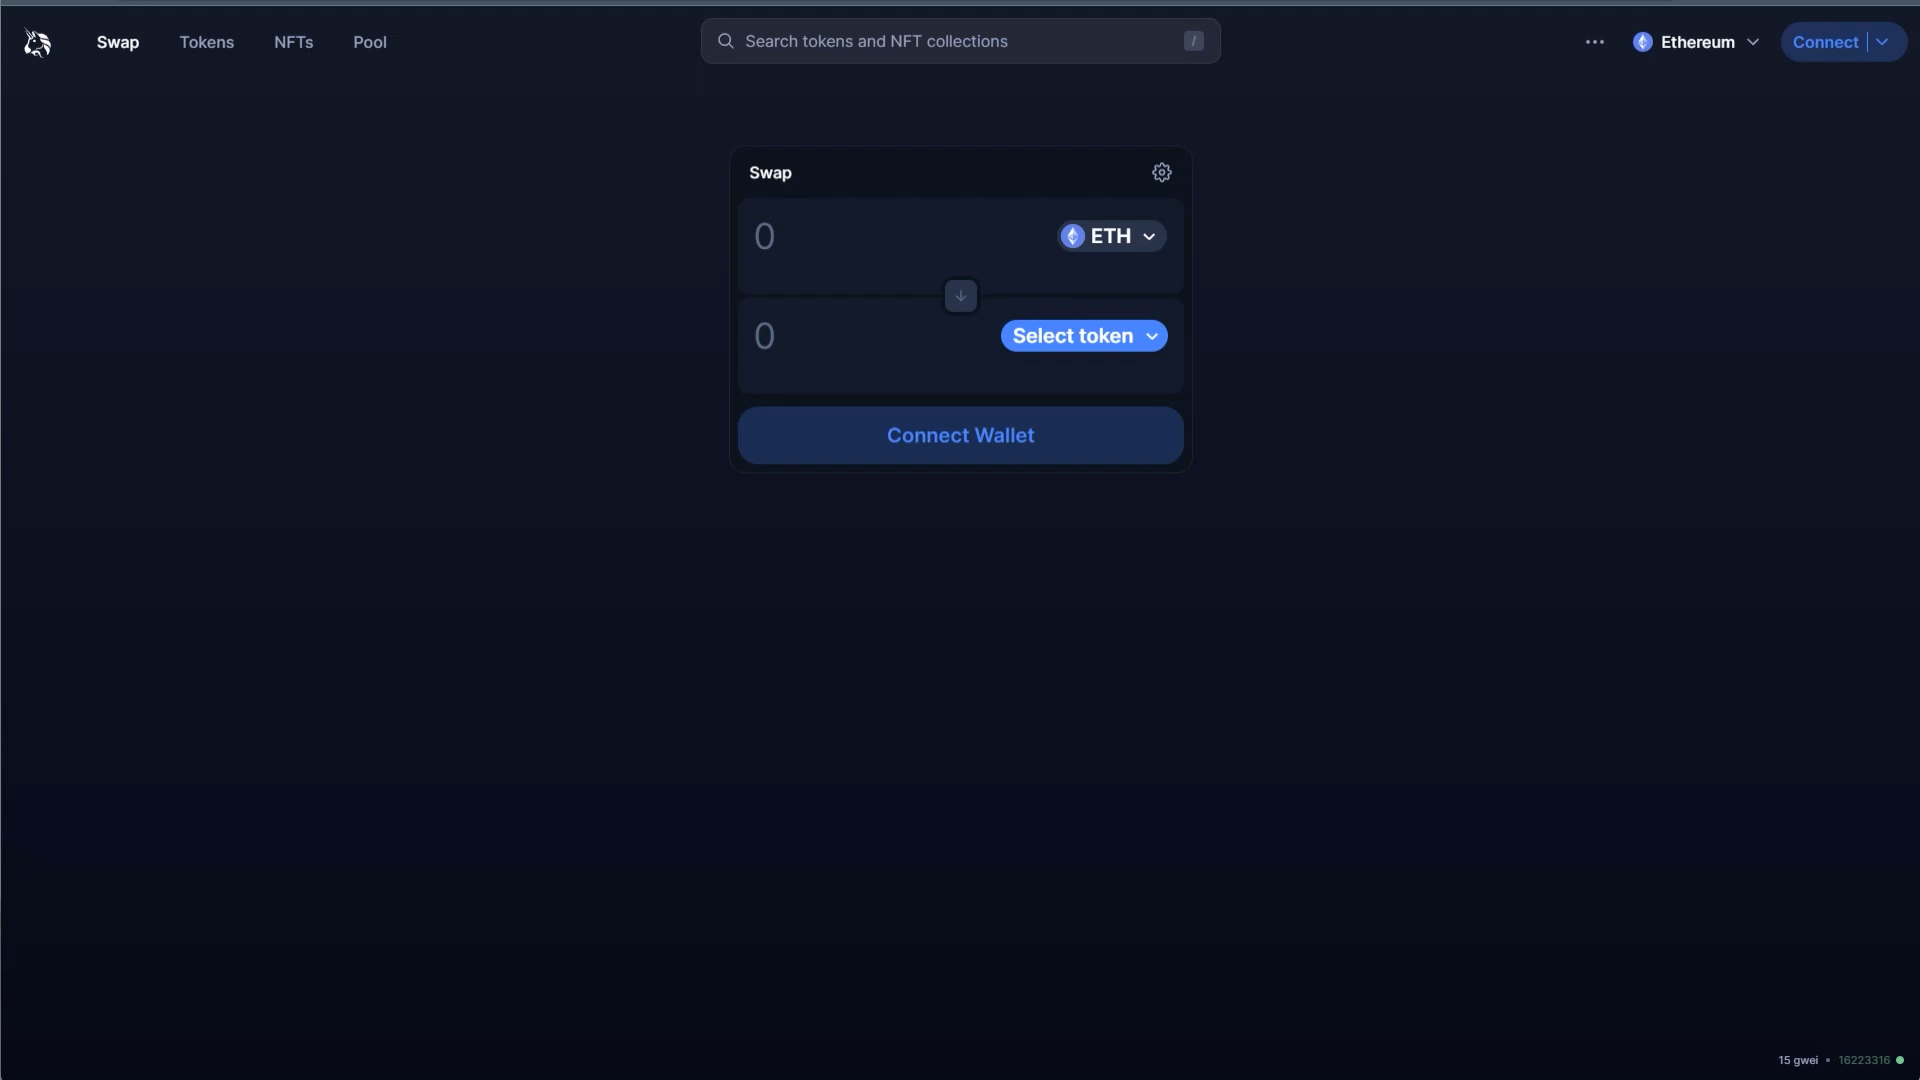 Swap Tokens NFTs Pool Search tokens and NFT collections / Ethereum Connect
Swap
0 ETH
0 Select token
Connect Wallet
15 gwei • 16223316